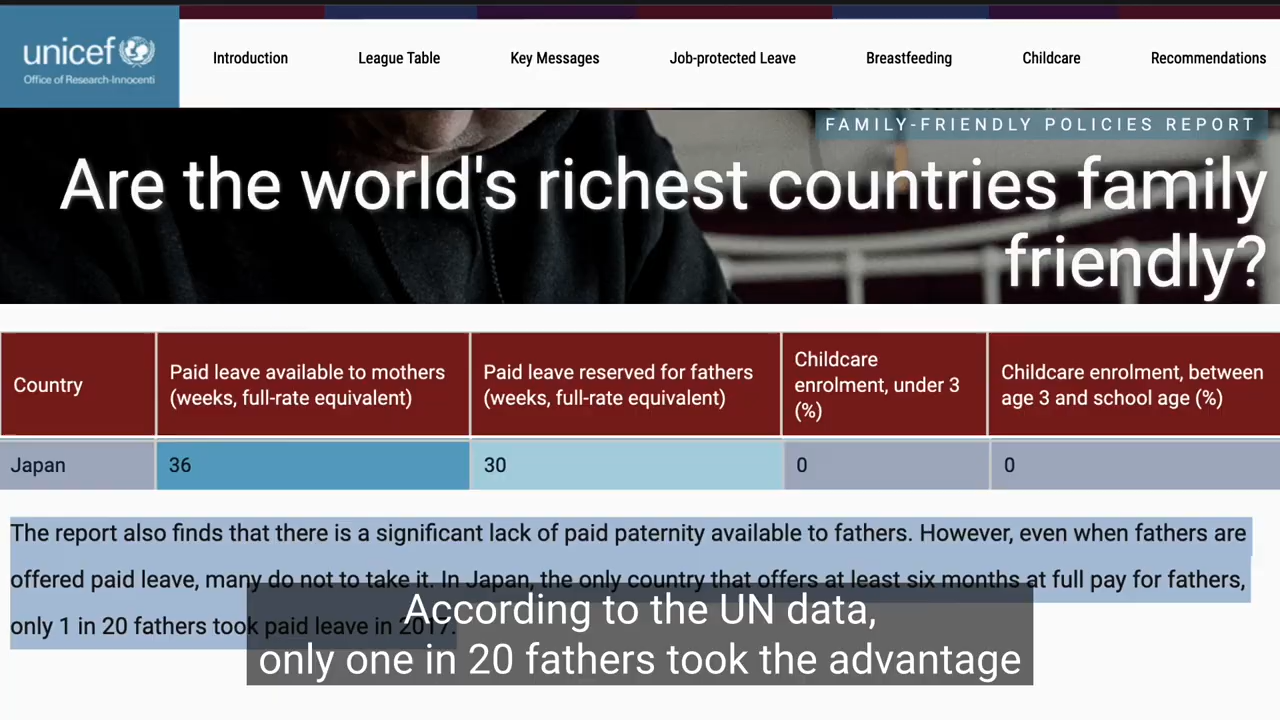 unicef
Office of Research-Innocenti
Introduction
League Table
Key Messages
Job-protected Leave
Breastfeeding
Childcare
Recommendations
FAMILY-FRIENDLY POLICIES REPORT
Are the world's richest countries family
friendly?
Country
Paid leave available to mothers
(weeks, full-rate equivalent)
Paid leave reserved for fathers
(weeks, full-rate equivalent)
Childcare
enrolment, under 3
(%)
Childcare enrolment, between
age 3 and school age (%)
Japan
36
30
0
0
The report also finds that there is a significant lack of paid paternity available to fathers. However, even when fathers are
offered paid leave, many do not to take it. In Japan, the only country that offers at least six months at full pay for fathers,
only 1 in 20 fathers took paid leave in 2017.
According to the UN data,
only one in 20 fathers took the advantage